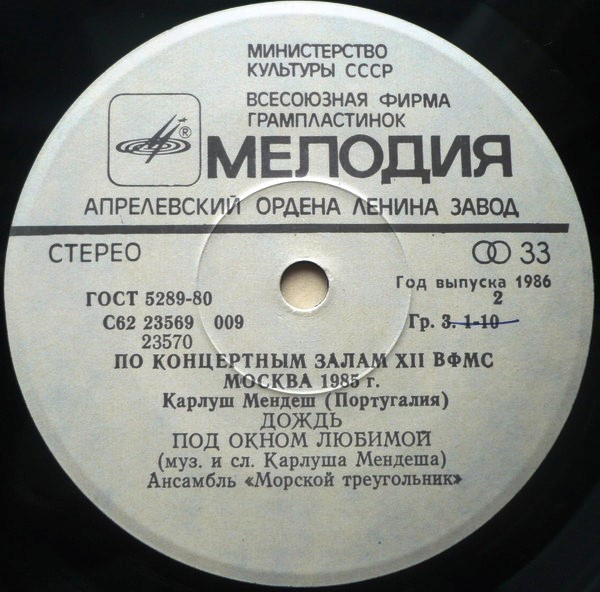 МИНИСТЕРСТВО
КУЛЬТУРЫ СССР
ВСЕСОЮЗНАЯ ФИРМА
ГРАМПЛАСТИНОК
®
МЕЛОДИЯ
АПРЕЛЕВСКИЙ ОРДЕНА ЛЕНИНА ЗАВОД
СТЕРЕО 33
Год выпуска 1986
ГОСТ 5289-80 2
С62 23569 009 Гр. 3. 1-10
23570
ПО КОНЦЕРТНЫМ ЗАЛАМ XII ВФМС
МОСКВА 1985 г.
Карлуш Мендеш (Португалия)
ДОЖДЬ
ПОД ОКНОМ ЛЮБИМОЙ
(муз. и сл. Карлуша Мендеша)
Ансамбль «Морской треугольник»